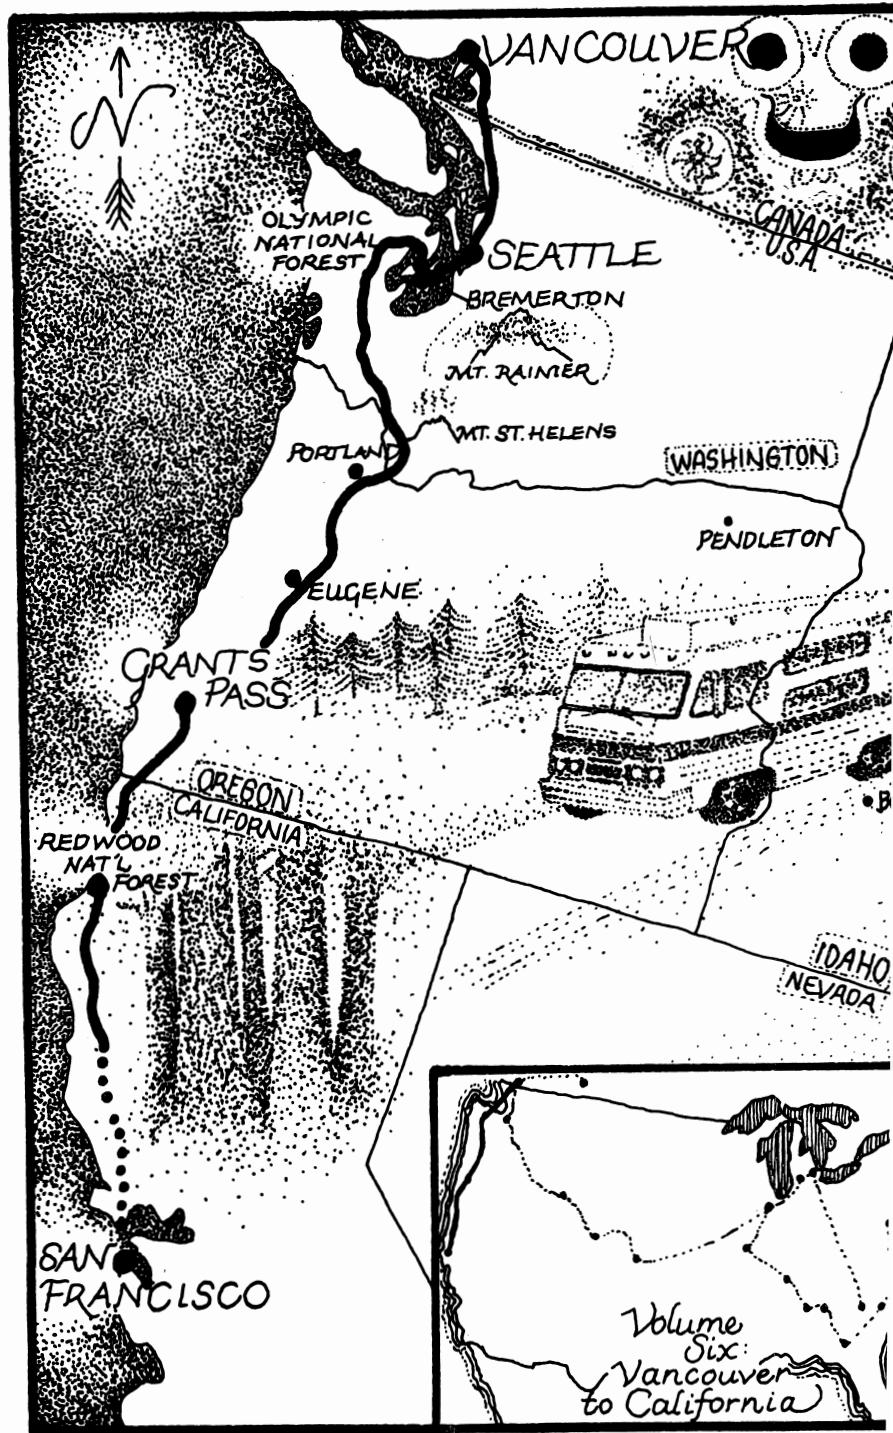 N
VANCOUVER
CANADA
U.S.A.
OLYMPIC
NATIONAL
FOREST
SEATTLE
BREMERTON
MT. RAINIER
MT. ST. HELENS
PORTLAND
WASHINGTON
PENDLETON
EUGENE
GRANTS
PASS
OREGON
CALIFORNIA
REDWOOD
NAT'L
FOREST
IDAHO
NEVADA
SAN
FRANCISCO
Volume
Six:
Vancouver
to California